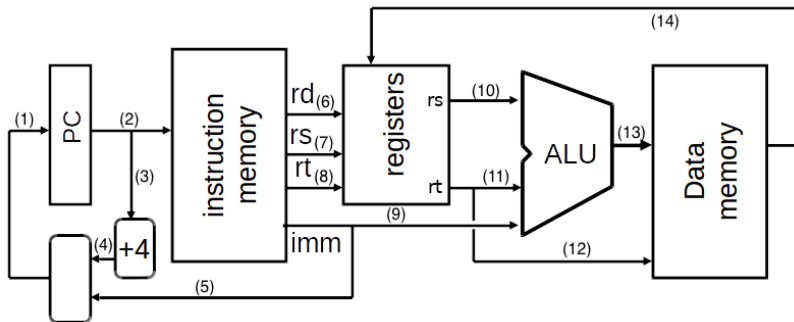 (14)
(1)
PC
(2)
(3)
(4)
+4
(5)
instruction
memory
rd (6)
rs (7)
rt (8)
imm
(9)
registers
rs
rt
(10)
(11)
(12)
ALU
(13)
Data
memory